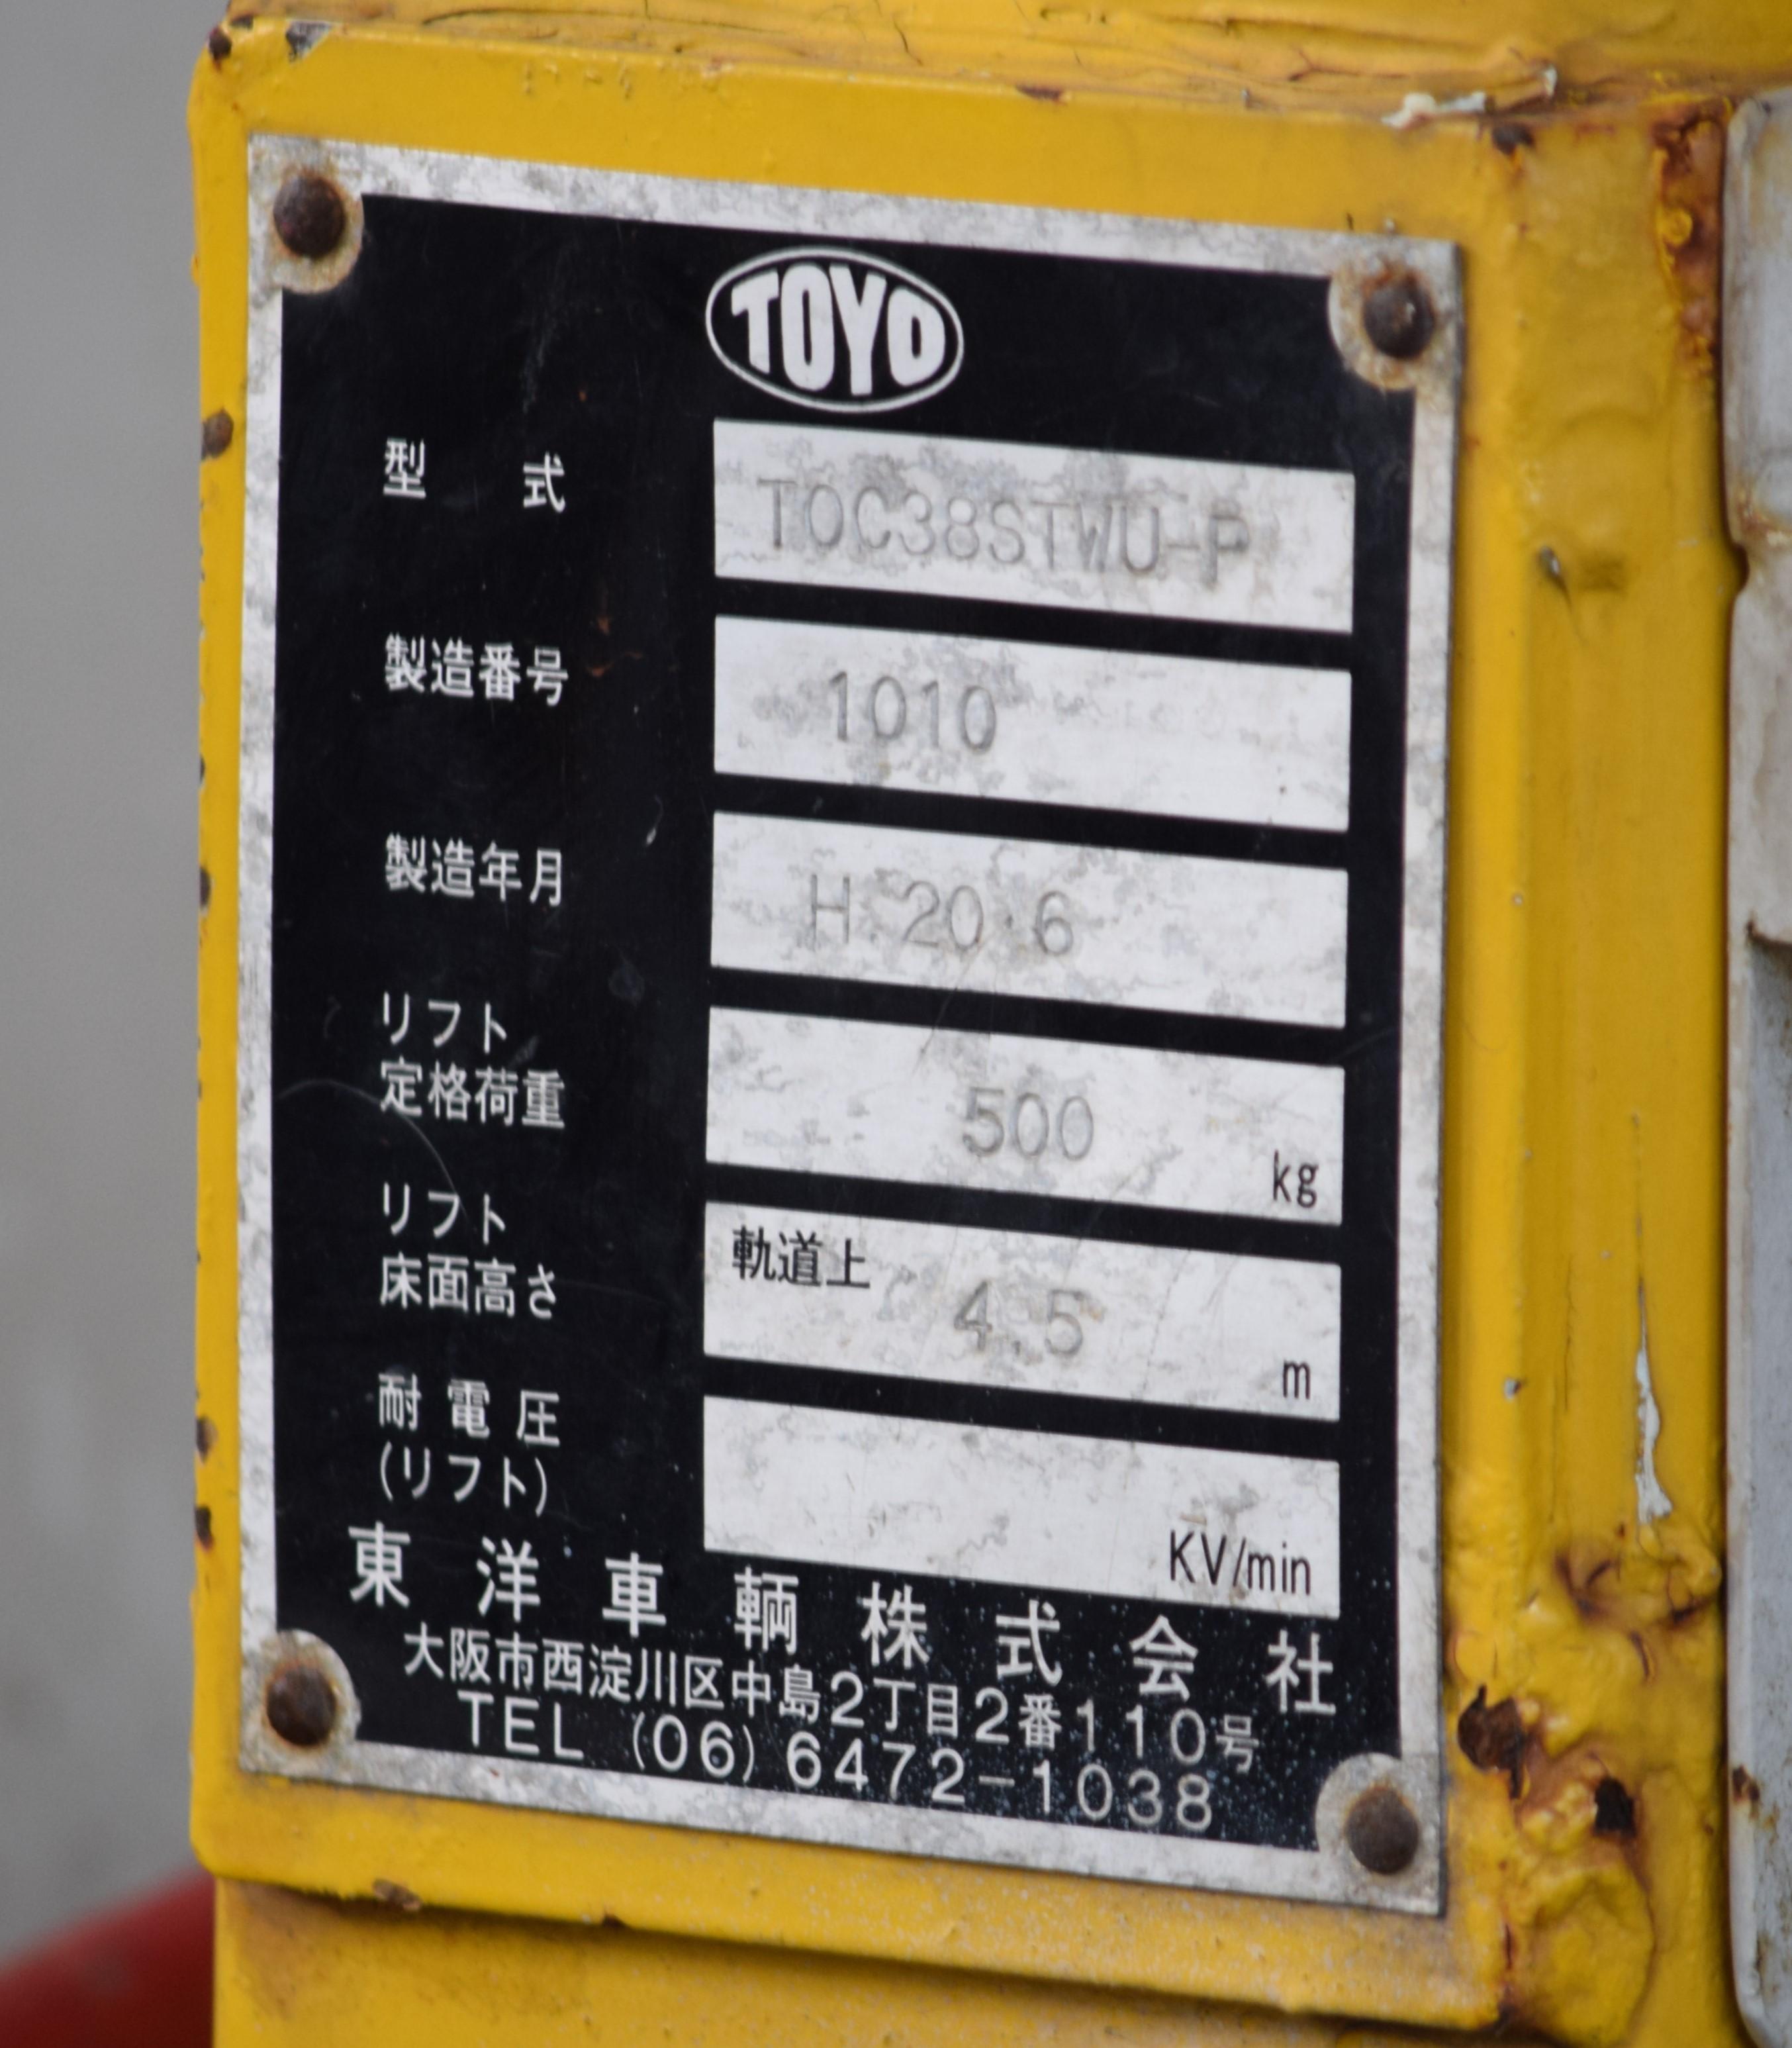 TOYO
型式 TOC38STWU-P
製造番号 1010
製造年月 H.20.6
リフト
定格荷重 500 kg
リフト 軌道上
床面高さ 4.5 m
耐電圧
(リフト) KV/min
東洋車輌株式会社
大阪市西淀川区中島2丁目2番110号
TEL (06) 6472-1038